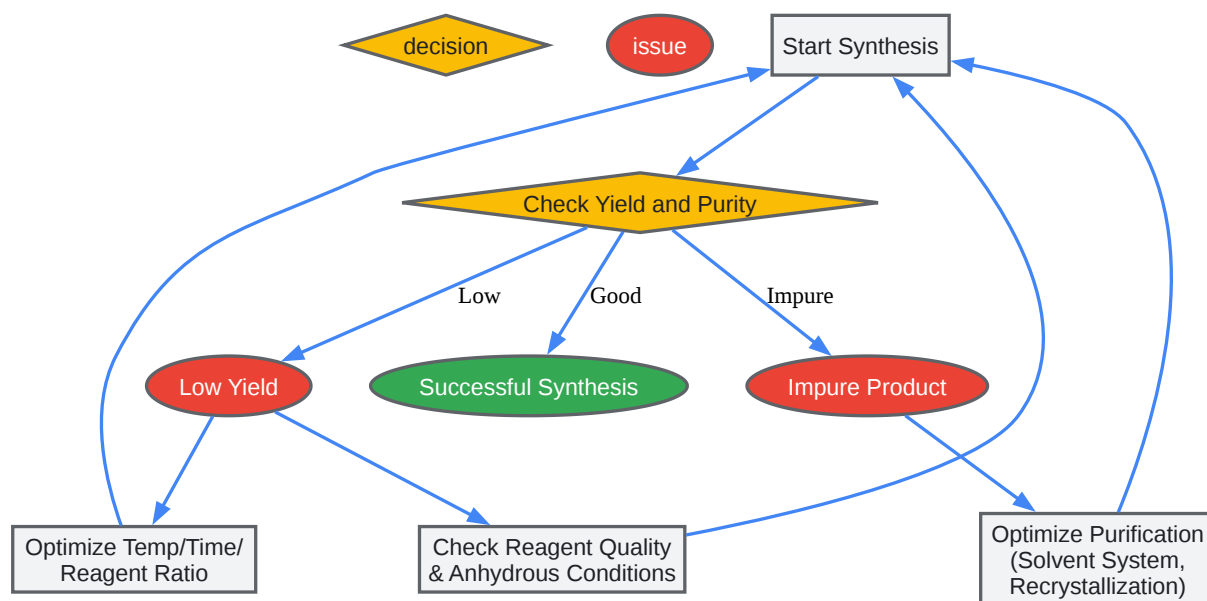 decision
issue
Start Synthesis
Check Yield and Purity
Low
Good
Impure
Low Yield
Successful Synthesis
Impure Product
Optimize Temp/Time/
Reagent Ratio
Check Reagent Quality
& Anhydrous Conditions
Optimize Purification
(Solvent System,
Recrystallization)